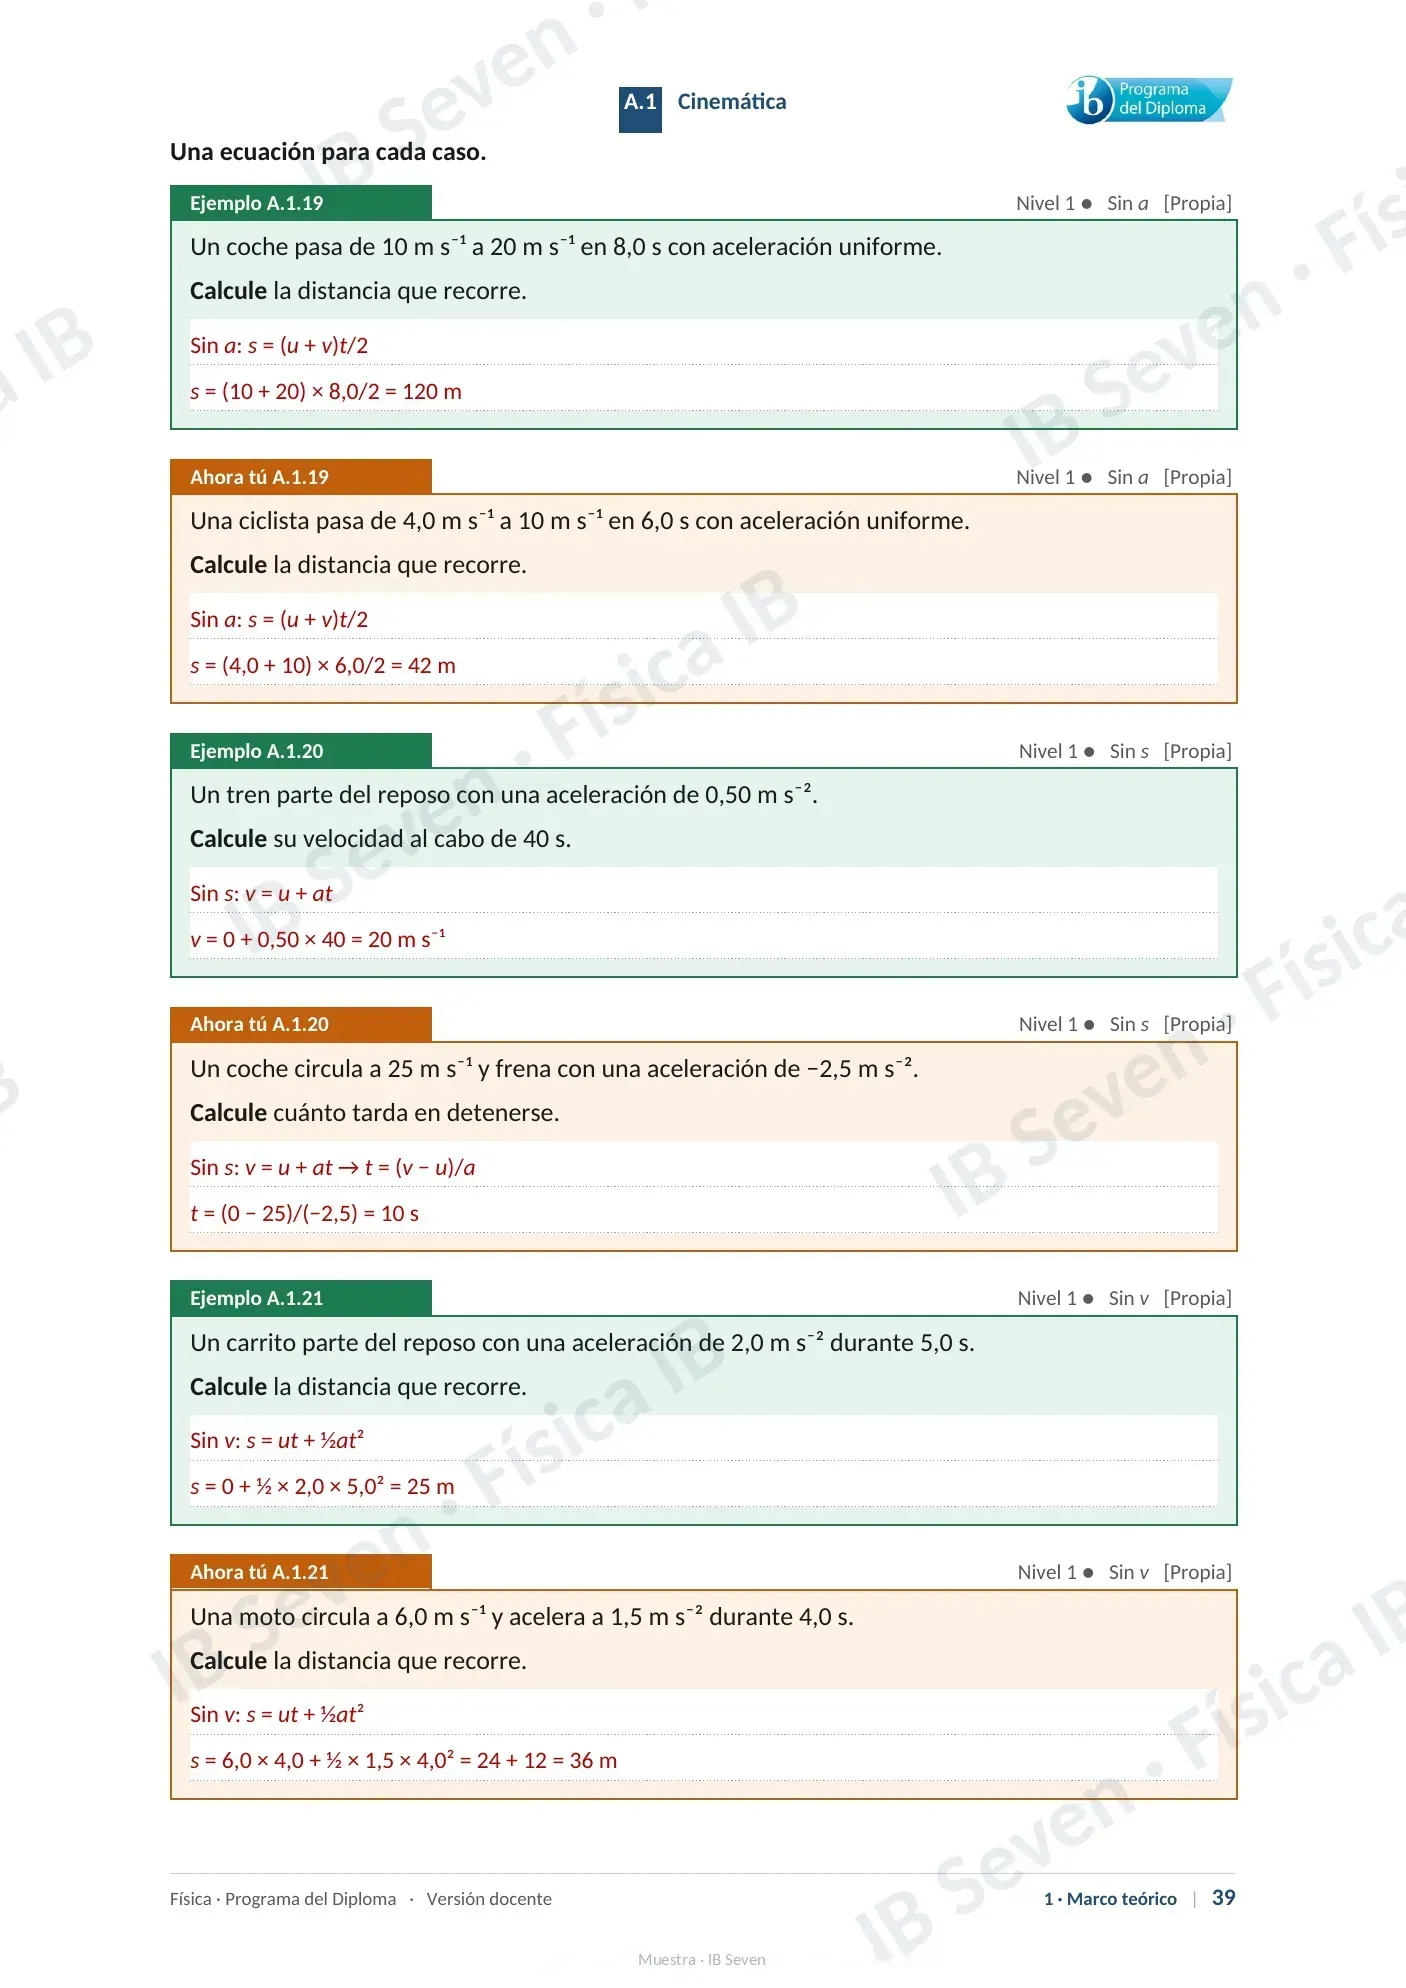 A.1 Cinemática
ib Programa
del Diploma
Una ecuación para cada caso.
Ejemplo A.1.19 Nivel 1 ● Sin a [Propia]
Un coche pasa de 10 m s⁻¹ a 20 m s⁻¹ en 8,0 s con aceleración uniforme.
Calcule la distancia que recorre.
Sin a: s = (u + v)t/2
s = (10 + 20) × 8,0/2 = 120 m
Ahora tú A.1.19 Nivel 1 ● Sin a [Propia]
Una ciclista pasa de 4,0 m s⁻¹ a 10 m s⁻¹ en 6,0 s con aceleración uniforme.
Calcule la distancia que recorre.
Sin a: s = (u + v)t/2
s = (4,0 + 10) × 6,0/2 = 42 m
Ejemplo A.1.20 Nivel 1 ● Sin s [Propia]
Un tren parte del reposo con una aceleración de 0,50 m s⁻².
Calcule su velocidad al cabo de 40 s.
Sin s: v = u + at
v = 0 + 0,50 × 40 = 20 m s⁻¹
Ahora tú A.1.20 Nivel 1 ● Sin s [Propia]
Un coche circula a 25 m s⁻¹ y frena con una aceleración de −2,5 m s⁻².
Calcule cuánto tarda en detenerse.
Sin s: v = u + at → t = (v − u)/a
t = (0 − 25)/(−2,5) = 10 s
Ejemplo A.1.21 Nivel 1 ● Sin v [Propia]
Un carrito parte del reposo con una aceleración de 2,0 m s⁻² durante 5,0 s.
Calcule la distancia que recorre.
Sin v: s = ut + ½at²
s = 0 + ½ × 2,0 × 5,0² = 25 m
Ahora tú A.1.21 Nivel 1 ● Sin v [Propia]
Una moto circula a 6,0 m s⁻¹ y acelera a 1,5 m s⁻² durante 4,0 s.
Calcule la distancia que recorre.
Sin v: s = ut + ½at²
s = 6,0 × 4,0 + ½ × 1,5 × 4,0² = 24 + 12 = 36 m
Física · Programa del Diploma · Versión docente 1 · Marco teórico | 39
Muestra · IB Seven
IB Seven · Física IB